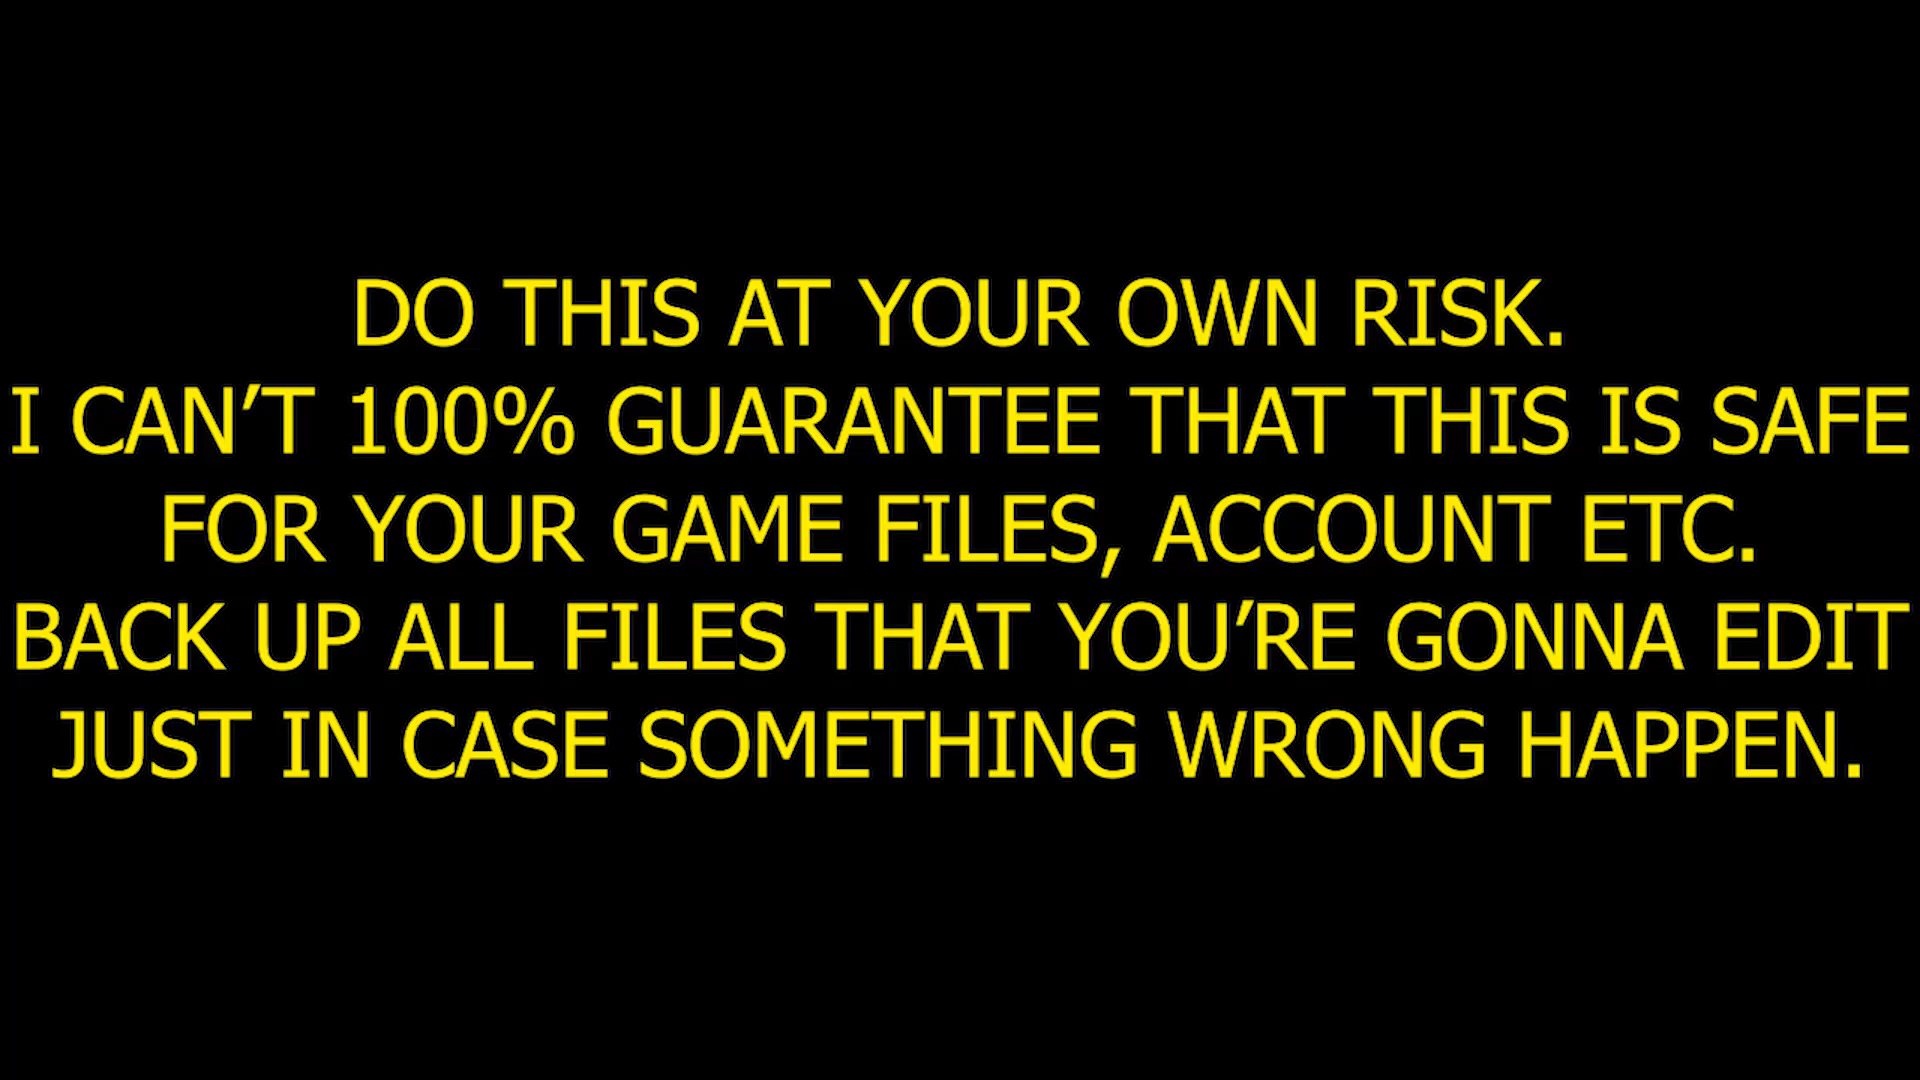 DO THIS AT YOUR OWN RISK.
I CAN’T 100% GUARANTEE THAT THIS IS SAFE
FOR YOUR GAME FILES, ACCOUNT ETC.
BACK UP ALL FILES THAT YOU’RE GONNA EDIT
JUST IN CASE SOMETHING WRONG HAPPEN.